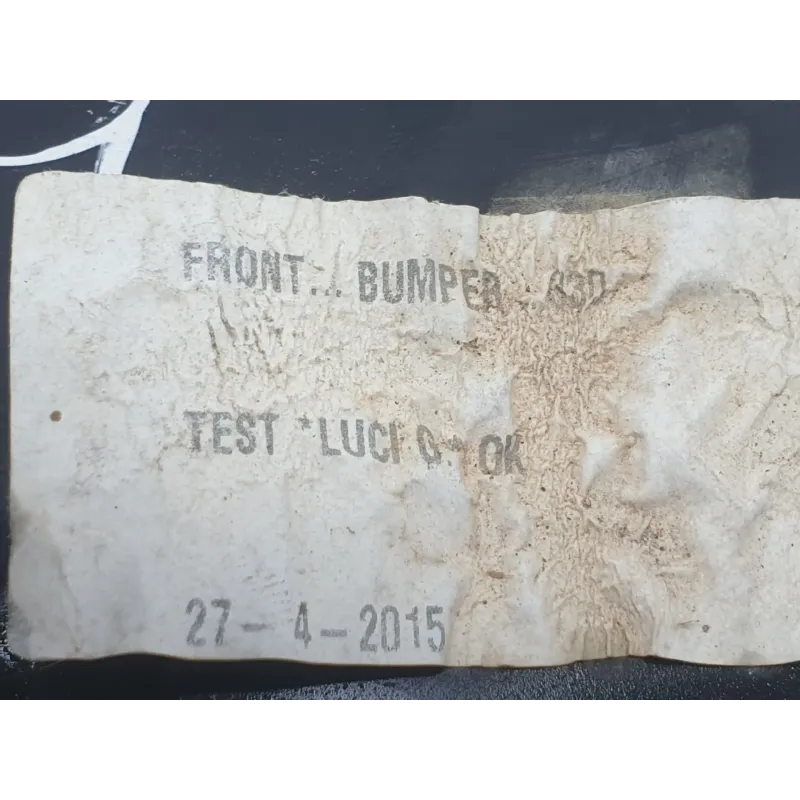 FRONT... BUMPER
TEST *LUCI C.* OK
27-4-2015